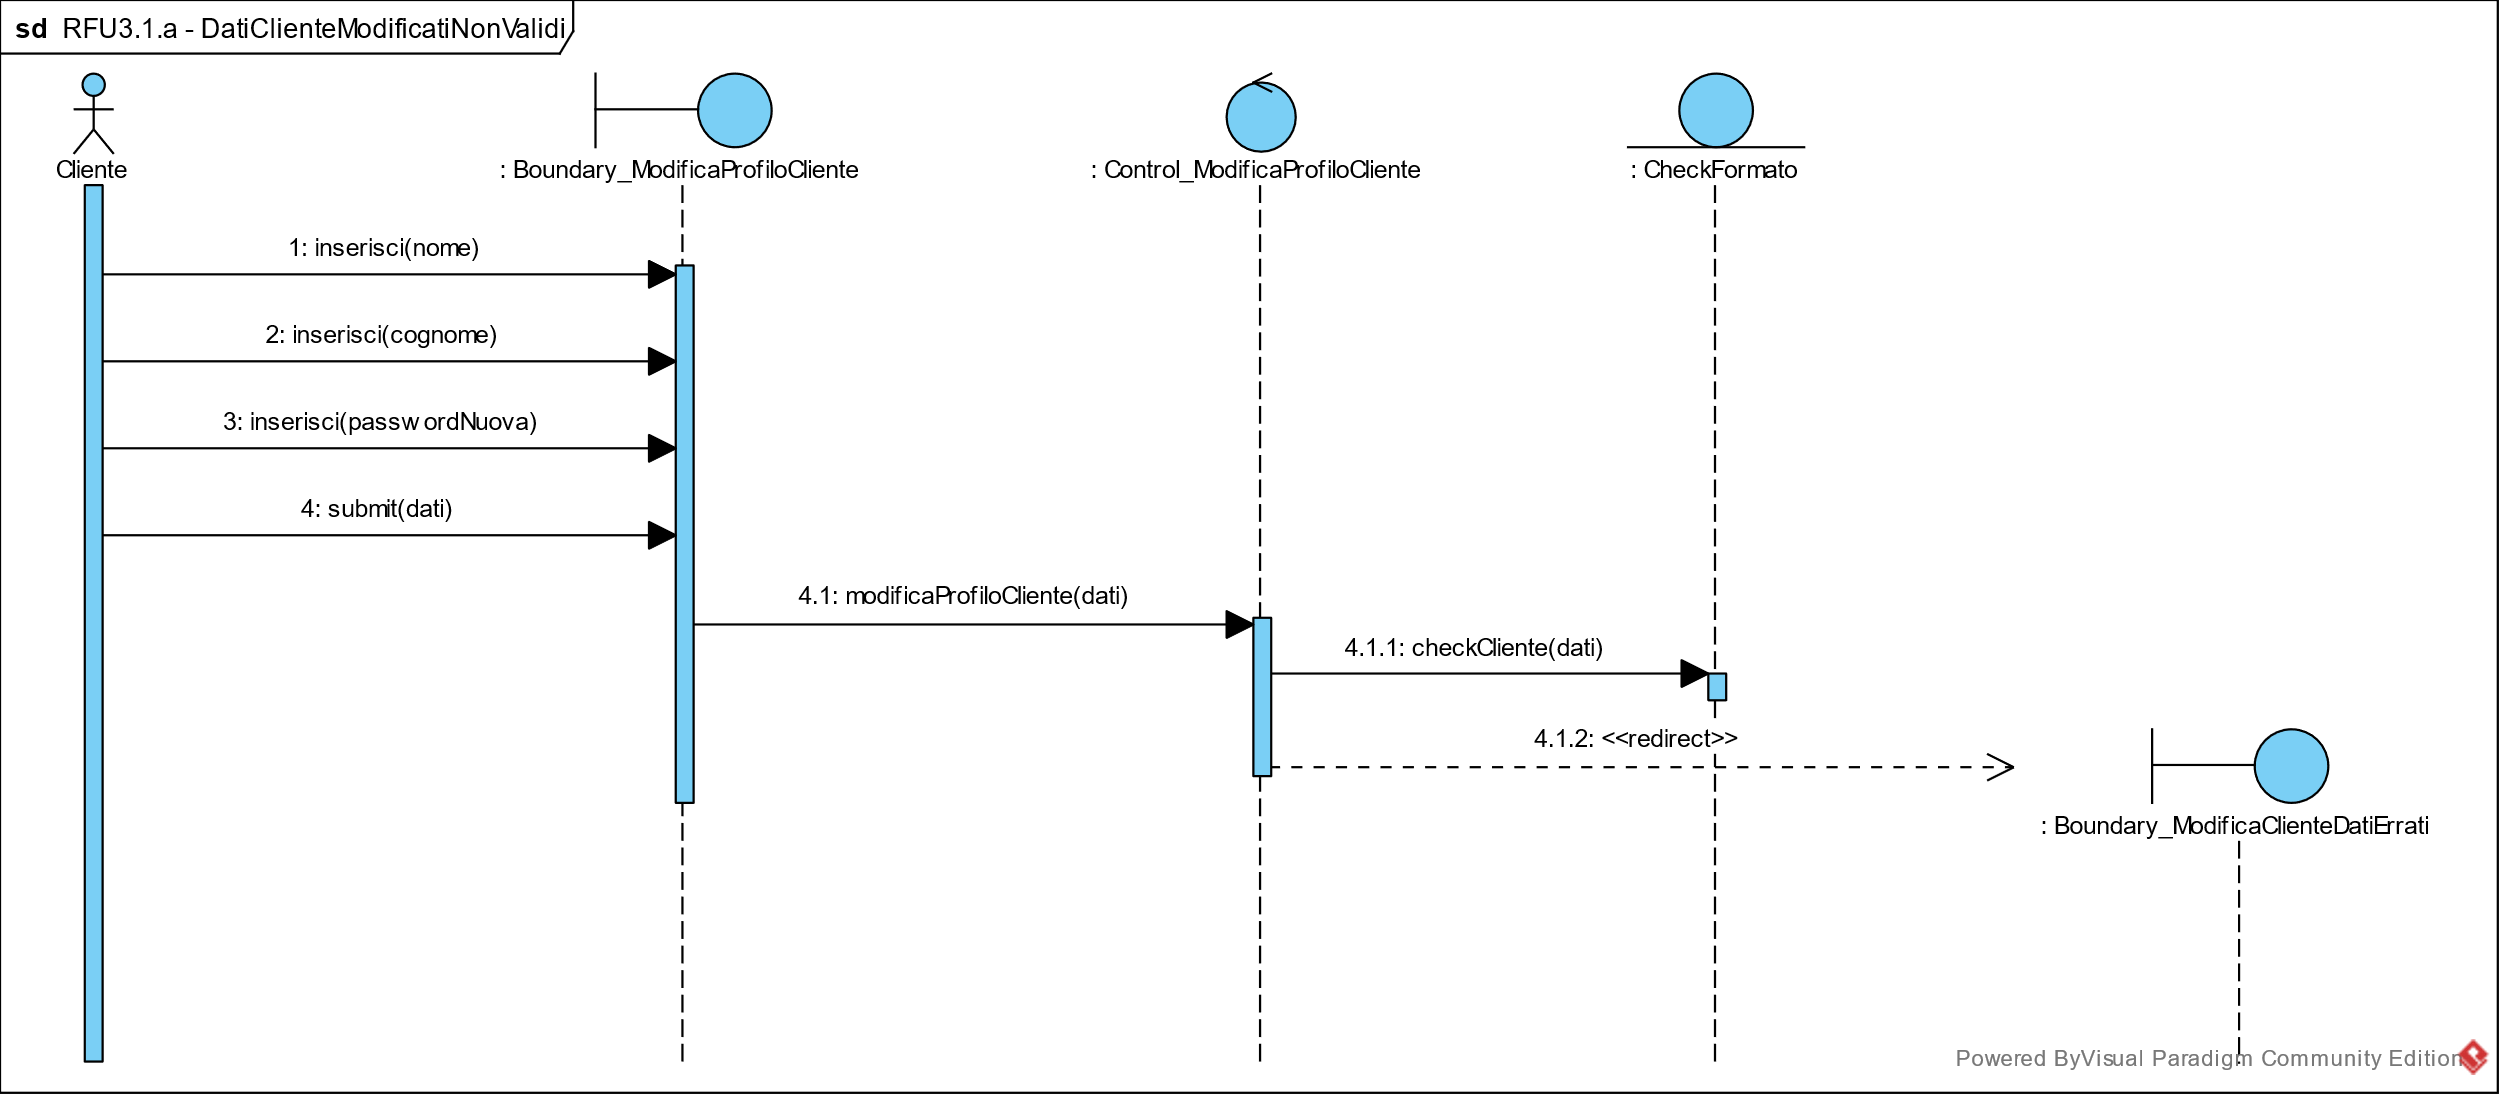 sd RFU3.1.a - DatiClienteModificatiNonValidi
Cliente
: Boundary_ModificaProfiloCliente
: Control_ModificaProfiloCliente
: CheckFormato
1: inserisci(nome)
2: inserisci(cognome)
3: inserisci(passwordNuova)
4: submit(dati)
4.1: modificaProfiloCliente(dati)
4.1.1: checkCliente(dati)
4.1.2: <<redirect>>
: Boundary_ModificaClienteDatiErrati
Powered ByVisual Paradigm Community Edition